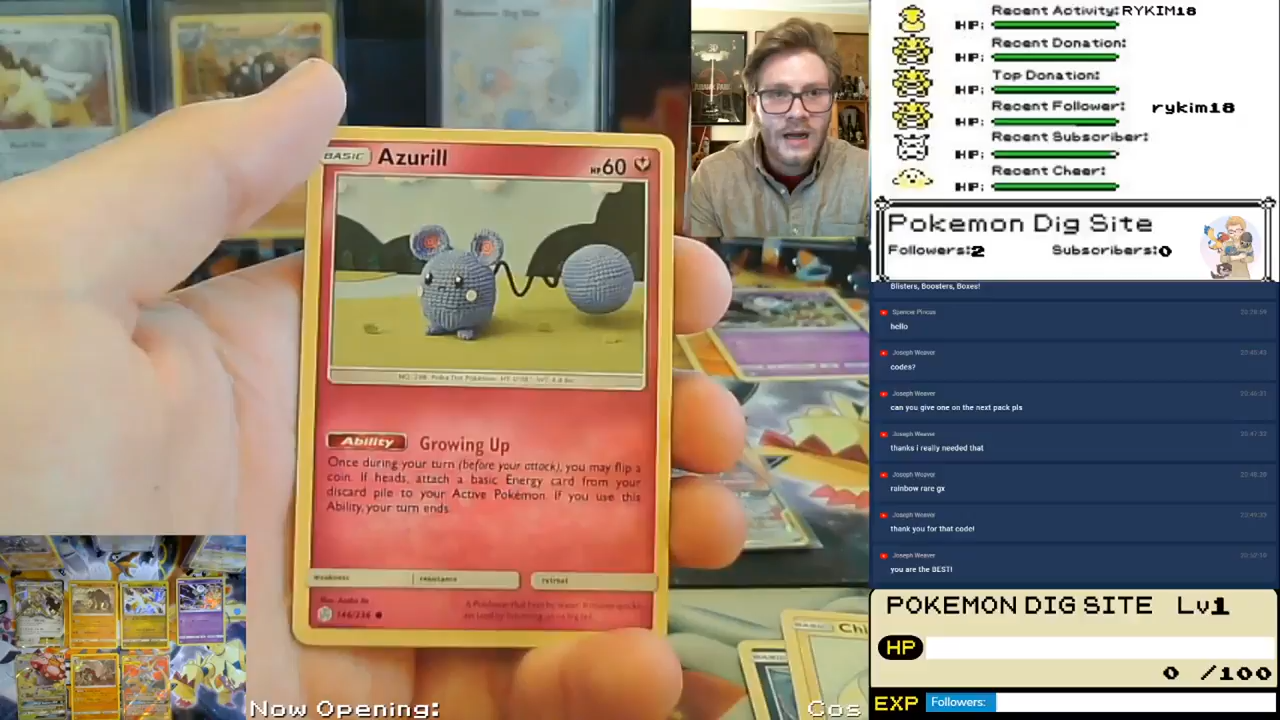 BASIC Azurill HP60
Ability Growing Up
Once during your turn (before your attack), you may flip a
coin. If heads, attach a basic Energy card from your
discard pile to your Active Pokémon. If you use this
Ability, your turn ends.
weakness resistance retreat
146/236
Chi
Now Opening: Cos
Recent Activity: RYKIM18
HP:
Recent Donation:
HP:
Top Donation:
HP:
Recent Follower: rykim18
HP:
Recent Subscriber:
HP:
Recent Cheer:
HP:
Pokemon Dig Site
Followers:2 Subscribers:0
Blisters, Boosters, Boxes!
Spencer Pincus
hello
Joseph Weaver
codes?
Joseph Weaver
can you give one on the next pack pls
Joseph Weaver
thanks i really needed that
Joseph Weaver
rainbow rare gx
Joseph Weaver
thank you for that code!
Joseph Weaver
you are the BEST!
POKEMON DIG SITE Lv1
HP
0 /100
EXP Followers: